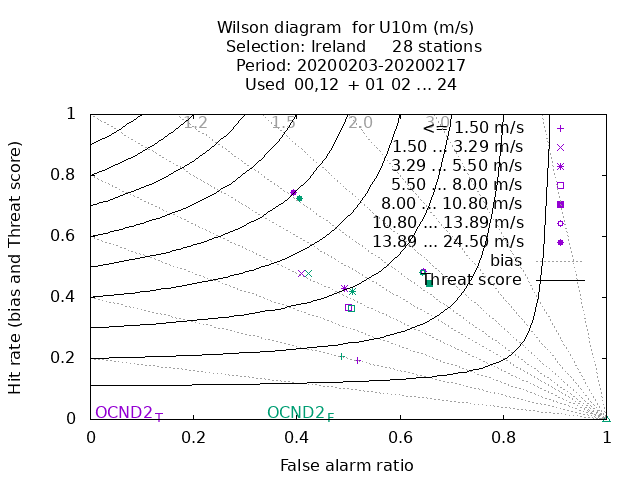 Wilson diagram for U10m (m/s)
Selection: Ireland 28 stations
Period: 20200203-20200217
Used 00,12 + 01 02 ... 24
1.2 1.5 2.0 3.0
<= 1.50 m/s
1.50 ... 3.29 m/s
3.29 ... 5.50 m/s
5.50 ... 8.00 m/s
8.00 ... 10.80 m/s
10.80 ... 13.89 m/s
13.89 ... 24.50 m/s
bias
Threat score
1
0.8
0.6
0.4
0.2
0
Hit rate (bias and Threat score)
OCND2_T OCND2_F
0 0.2 0.4 0.6 0.8 1
False alarm ratio